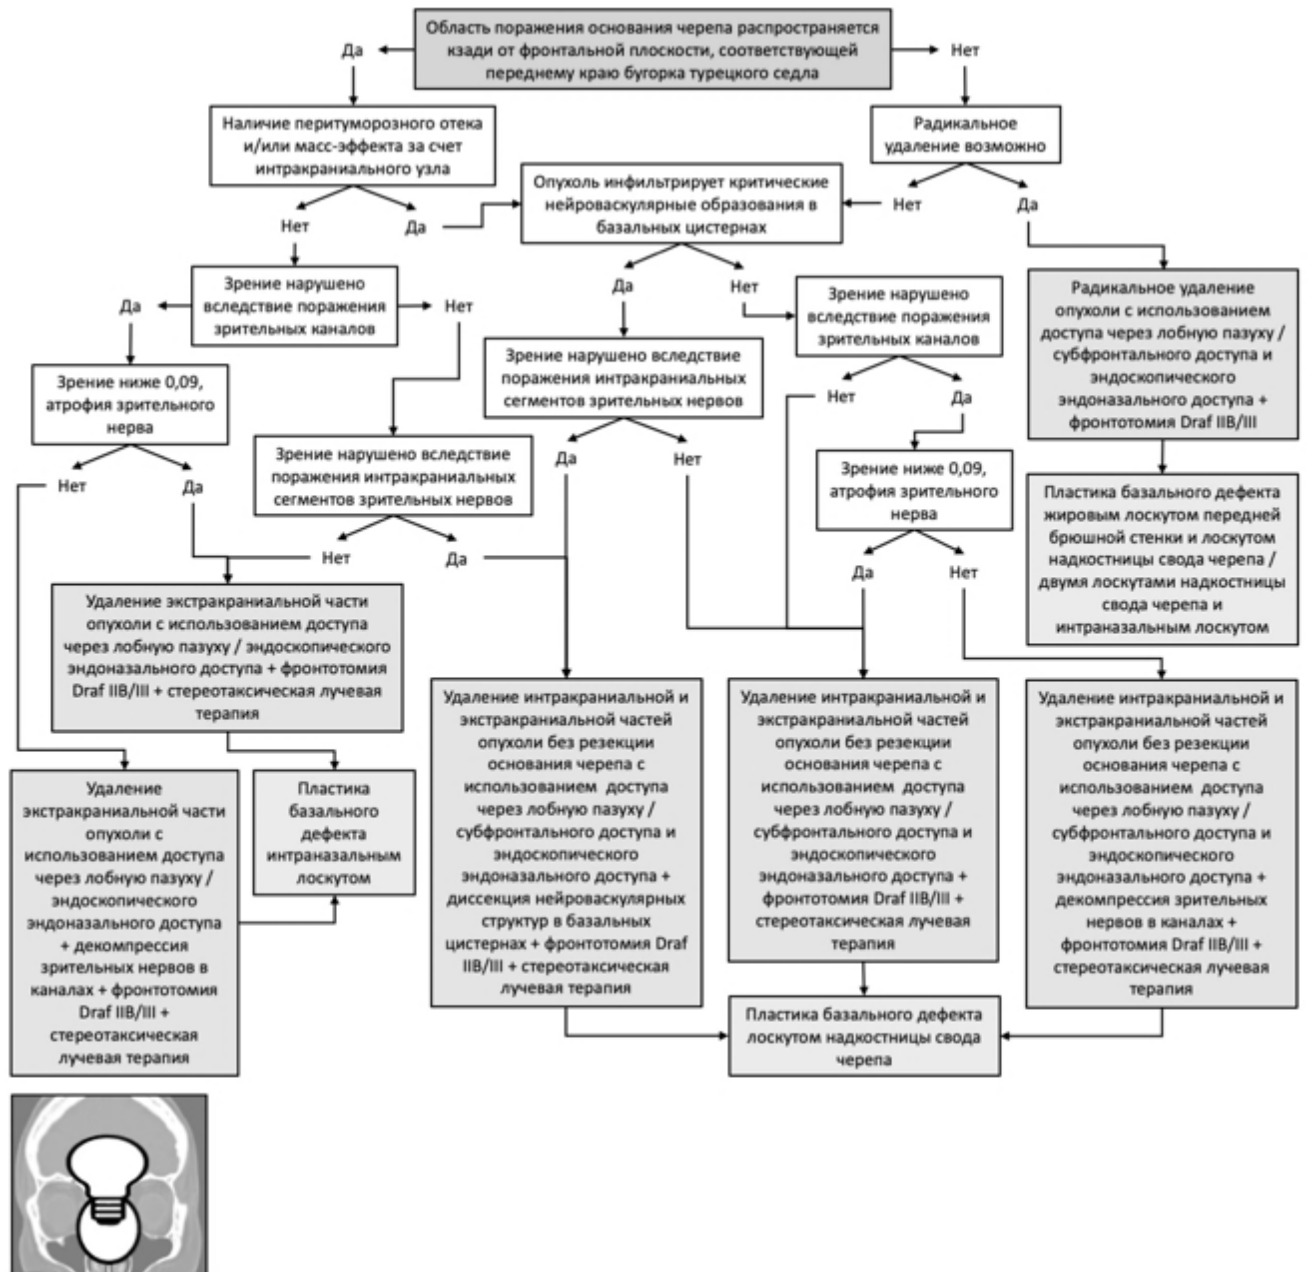 Область поражения основания черепа распространяется
кзади от фронтальной плоскости, соответствующей
переднему краю бугорка турецкого седла
Да
Нет
Наличие перитуморозного отека
и/или масс-эффекта за счет
интракраниального узла
Радикальное
удаление возможно
Опухоль инфильтрирует критические
нейроваскулярные образования в
базальных цистернах
Нет
Да
Нет
Да
Зрение нарушено
вследствие поражения
зрительных каналов
Да
Нет
Да
Нет
Зрение нарушено
вследствие поражения
зрительных каналов
Радикальное удаление
опухоли с использованием
доступа через лобную пазуху /
субфронтального доступа и
эндоскопического
эндоназального доступа +
фронтотомия Draf IIB/III
Зрение ниже 0,09,
атрофия зрительного
нерва
Зрение нарушено вследствие
поражения интракраниальных
сегментов зрительных нервов
Нет
Да
Зрение нарушено вследствие
поражения интракраниальных
сегментов зрительных нервов
Да
Нет
Зрение ниже 0,09,
атрофия зрительного
нерва
Нет
Да
Пластика базального дефекта
жировым лоскутом передней
брюшной стенки и лоскутом
надкостницы свода черепа /
двумя лоскутами надкостницы
свода черепа и
интраназальным лоскутом
Нет
Да
Да
Нет
Удаление экстракраниальной части
опухоли с использованием доступа
через лобную пазуху / эндоскопического
эндоназального доступа + фронтотомия
Draf IIB/III + стереотаксическая лучевая
терапия
Удаление интракраниальной и
экстракраниальной частей
опухоли без резекции
основания черепа с
использованием доступа
через лобную пазуху /
субфронтального доступа и
эндоскопического
эндоназального доступа +
диссекция нейроваскулярных
структур в базальных
цистернах + фронтотомия Draf
IIB/III + стереотаксическая
лучевая терапия
Удаление интракраниальной и
экстракраниальной частей
опухоли без резекции
основания черепа с
использованием доступа
через лобную пазуху /
субфронтального доступа и
эндоскопического
эндоназального доступа +
фронтотомия Draf IIB/III +
стереотаксическая лучевая
терапия
Удаление интракраниальной и
экстракраниальной частей
опухоли без резекции
основания черепа с
использованием доступа
через лобную пазуху /
субфронтального доступа и
эндоскопического
эндоназального доступа +
декомпрессия зрительных
нервов в каналах +
фронтотомия Draf IIB/III +
стереотаксическая лучевая
терапия
Удаление
экстракраниальной части
опухоли с
использованием доступа
через лобную пазуху /
эндоскопического
эндоназального доступа
+ декомпрессия
зрительных нервов в
каналах + фронтотомия
Draf IIB/III +
стереотаксическая
лучевая терапия
Пластика
базального
дефекта
интраназальным
лоскутом
Пластика базального дефекта
лоскутом надкостницы свода
черепа